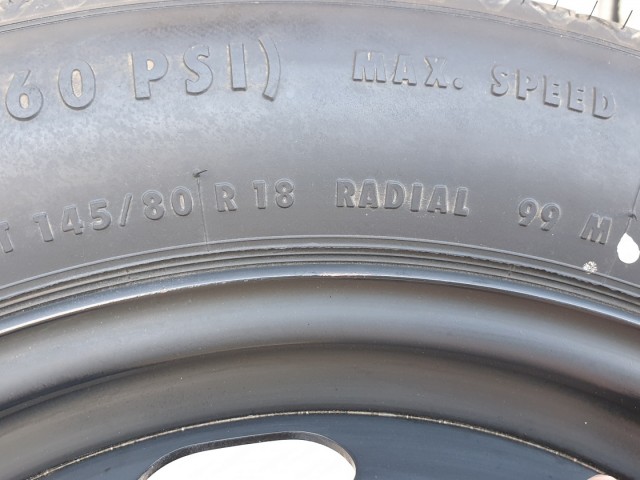 60 PSI) MAX. SPEED
T 145/80 R 18 RADIAL 99 M